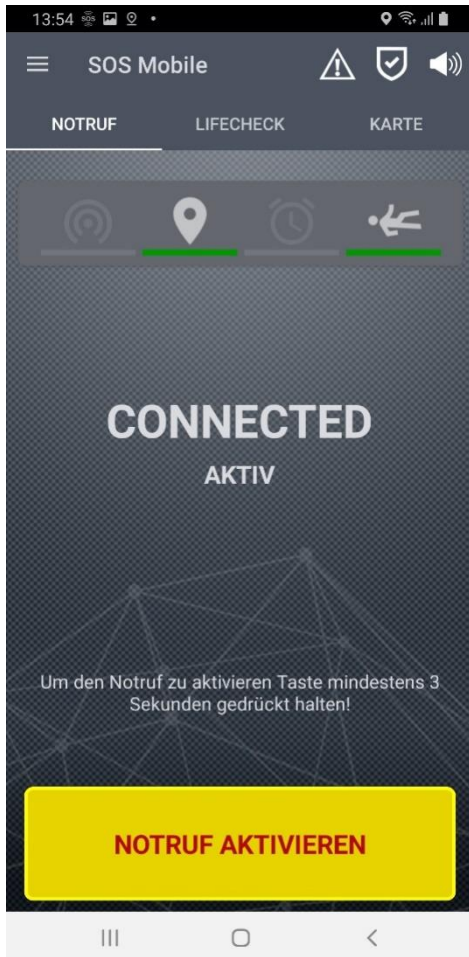 13:54 SOS
SOS Mobile
NOTRUF LIFECHECK KARTE
CONNECTED
AKTIV
Um den Notruf zu aktivieren Taste mindestens 3
Sekunden gedrückt halten!
NOTRUF AKTIVIEREN